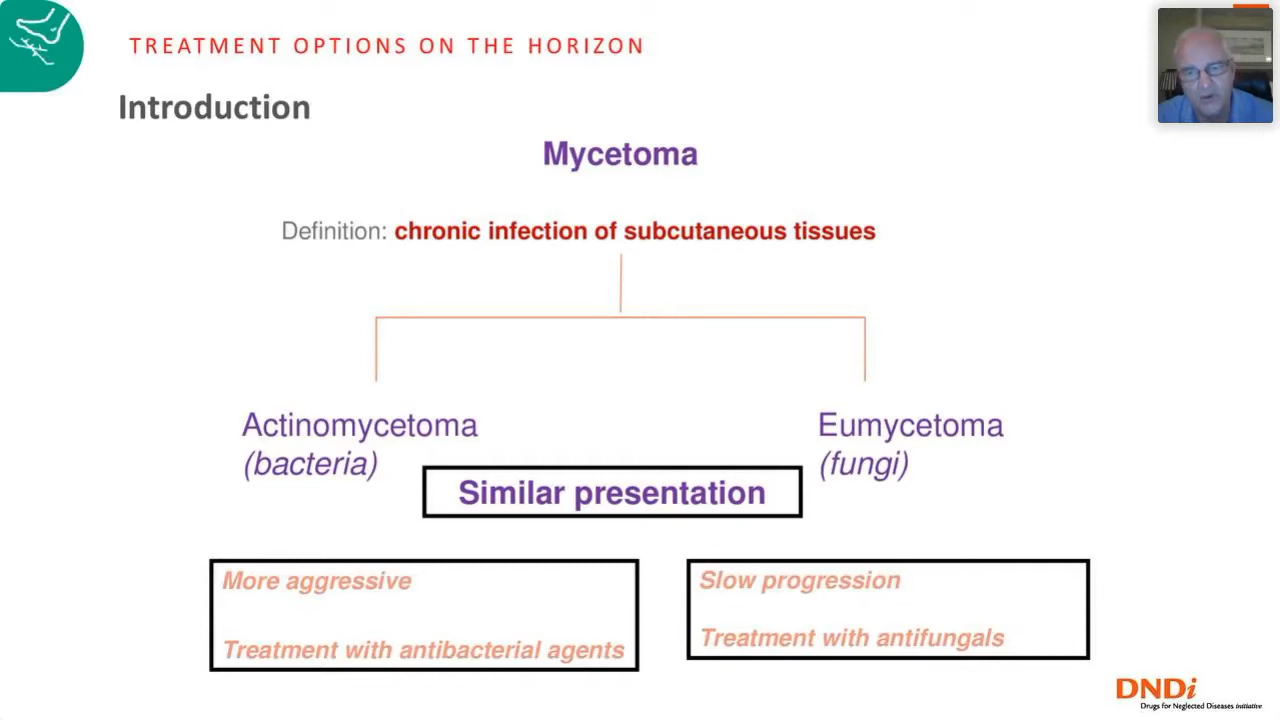 TREATMENT OPTIONS ON THE HORIZON
Introduction
Mycetoma
Definition: chronic infection of subcutaneous tissues
Actinomycetoma
(bacteria)
Eumycetoma
(fungi)
Similar presentation
More aggressive
Treatment with antibacterial agents
Slow progression
Treatment with antifungals
DNDi
Drugs for Neglected Diseases initiative